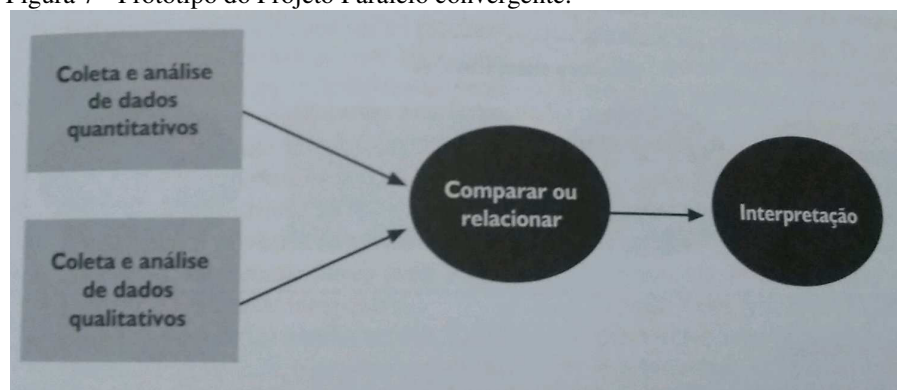 Figura 7 - Protótipo do Projeto Paralelo convergente.
Coleta e análise
de dados
quantitativos
Coleta e análise
de dados
qualitativos
Comparar ou
relacionar
Interpretação